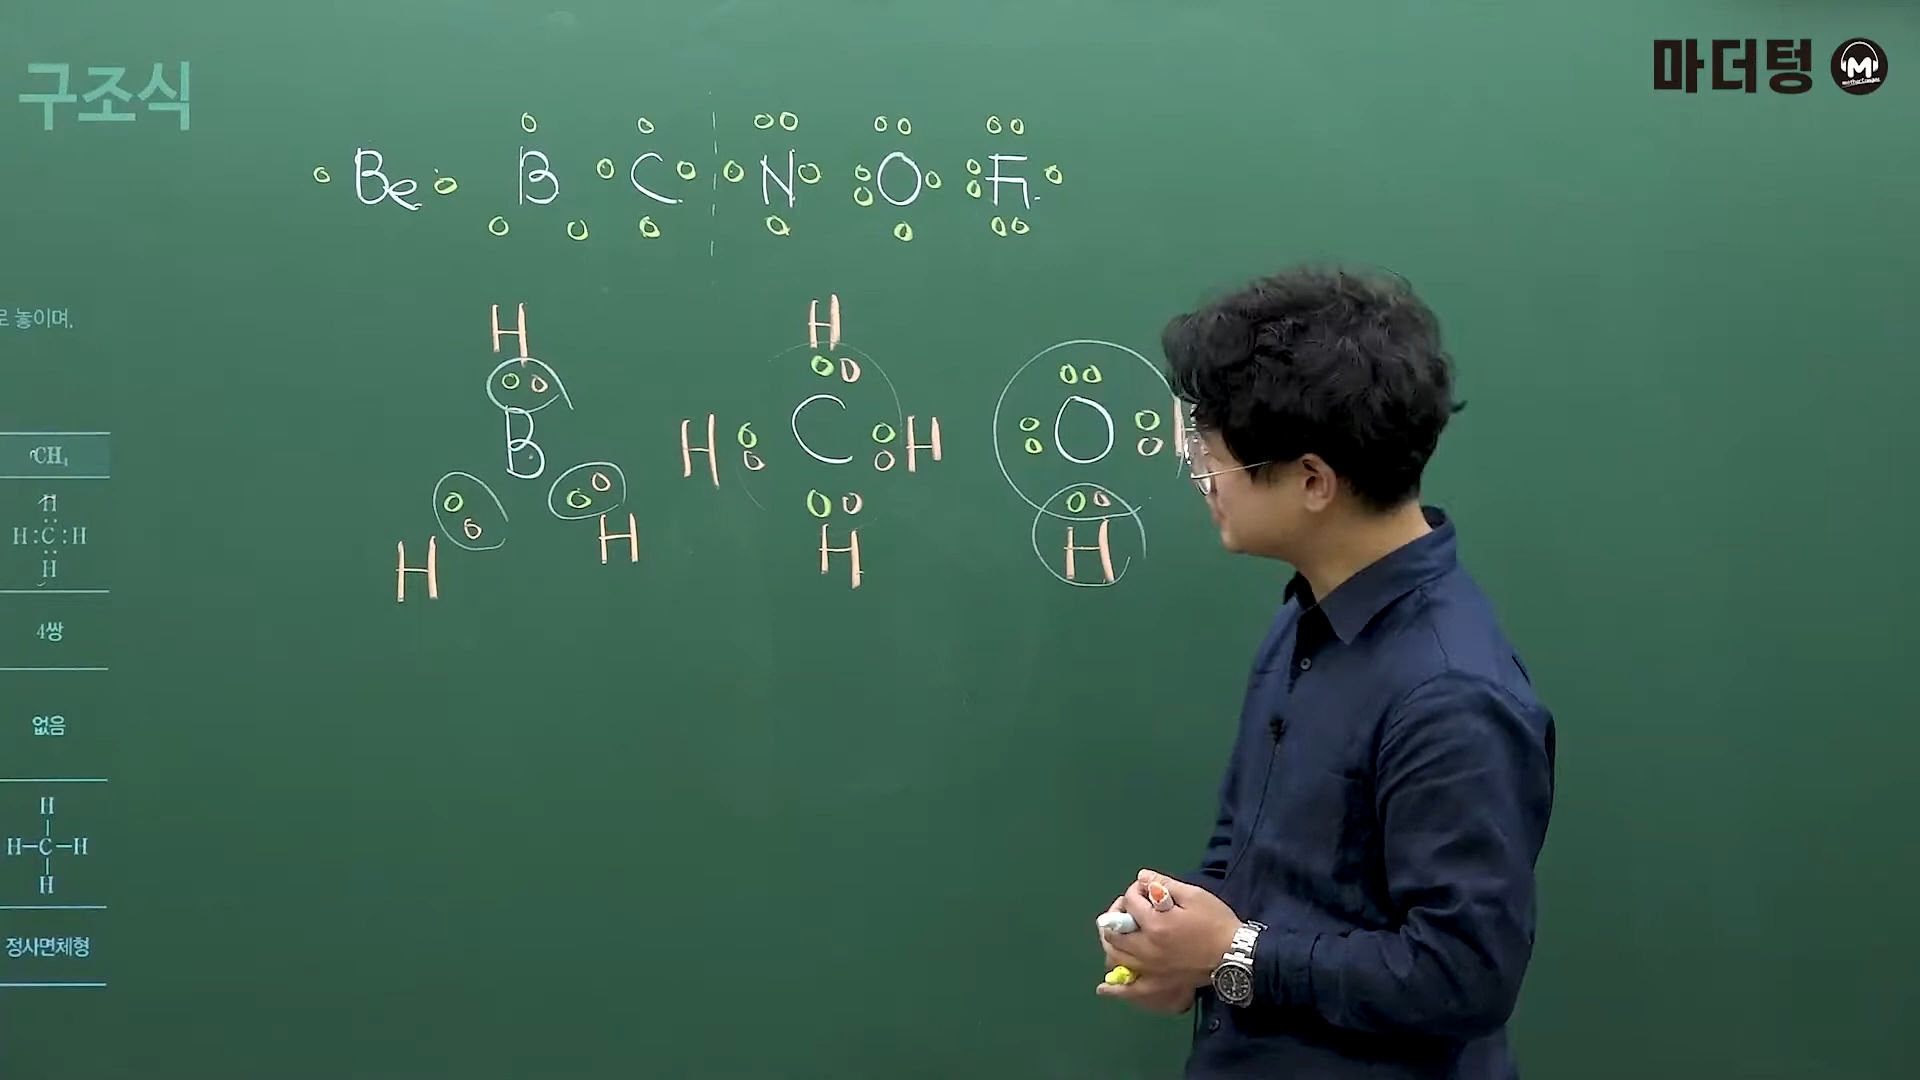 마더텅
M
구조식
Be B C N O F
로 놓이며.
H H
B C H H O
H H H H
CH₄
H
H:C:H
H
4쌍
없음
H
H-C-H
H
정사면체형